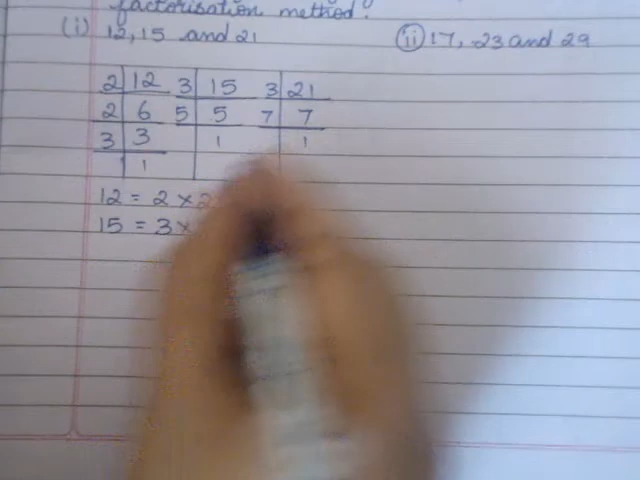 factorisation method.
(i) 12, 15 and 21 (ii) 17, 23 and 29
2 12 3 15 3 21
2 6 5 5 7 7
3 3 1 1
1
12 = 2 × 2
15 = 3 ×